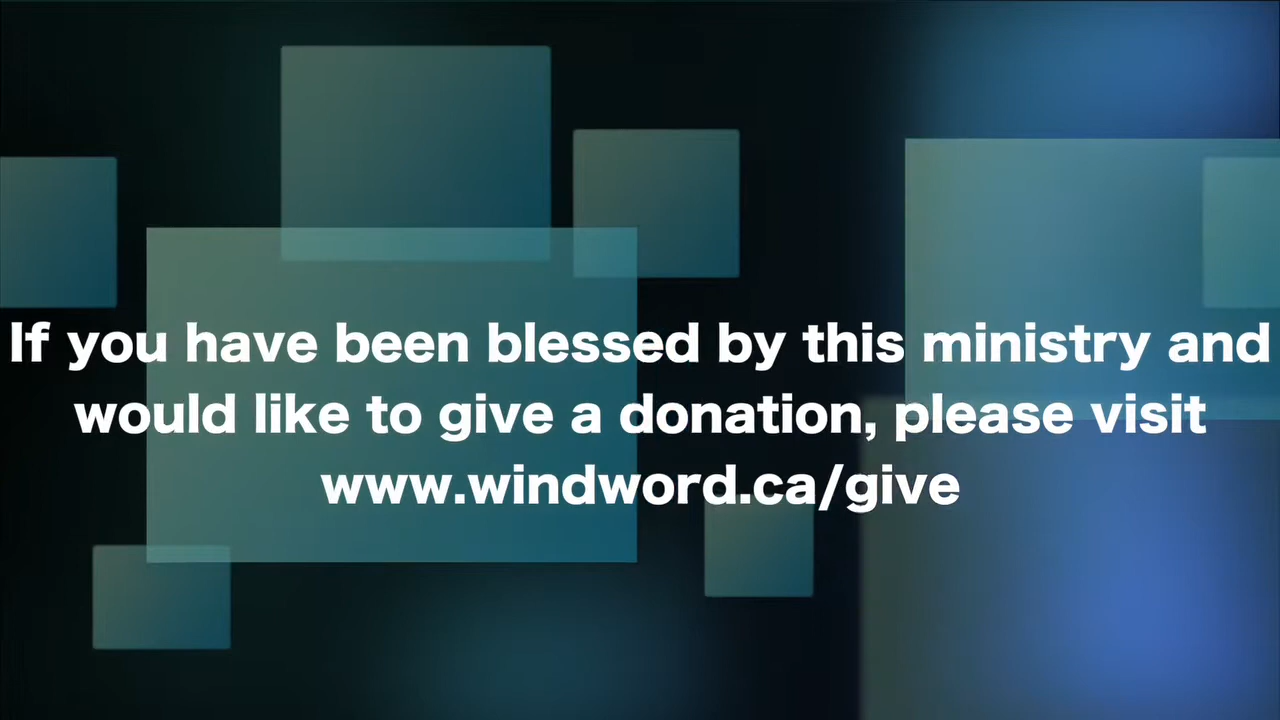 If you have been blessed by this ministry and
would like to give a donation, please visit
www.windword.ca/give